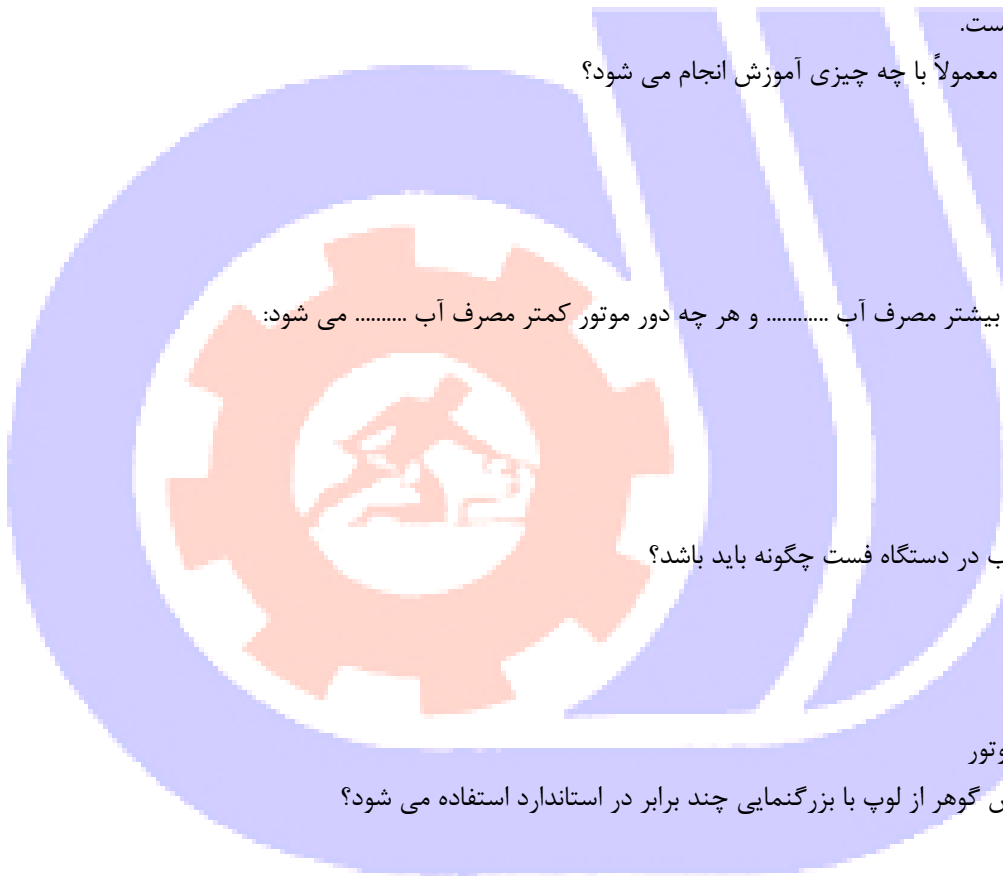 ست.
معمولاً با چه چیزی آموزش انجام می شود؟
بیشتر مصرف آب ........... و هر چه دور موتور کمتر مصرف آب ......... می شود:
ب در دستگاه فست چگونه باید باشد؟
وتور
گوهر از لوپ با بزرگنمایی چند برابر در استاندارد استفاده می شود؟